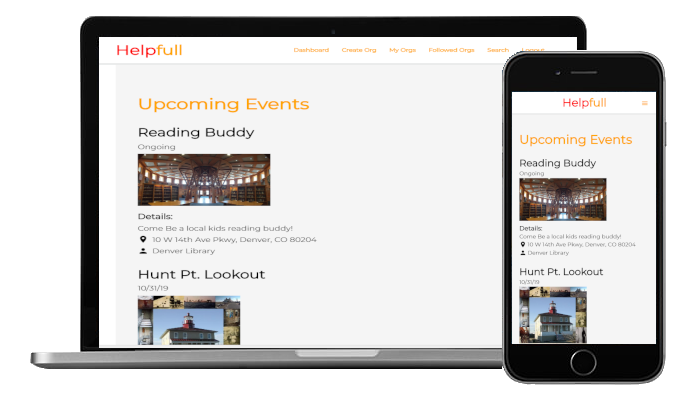 Helpfull
Dashboard Create Org My Orgs Followed Orgs Search Logout
Upcoming Events
Reading Buddy
Ongoing
Details:
Come Be a local kids reading buddy!
10 W 14th Ave Pkwy, Denver, CO 80204
Denver Library
Hunt Pt. Lookout
10/31/19
Helpfull
Upcoming Events
Reading Buddy
Ongoing
Details:
Come Be a local kids reading buddy!
10 W 14th Ave Pkwy, Denver, CO 80204
Denver Library
Hunt Pt. Lookout
10/31/19